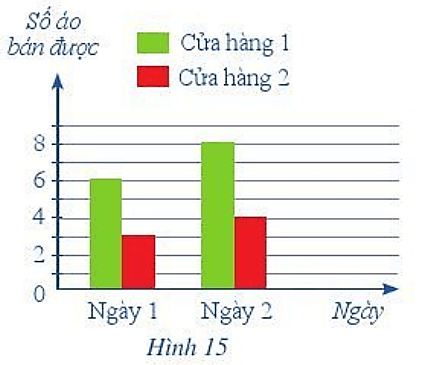 Số áo
bán được
Cửa hàng 1
Cửa hàng 2
8
6
4
2
0
Ngày 1
Ngày 2
Ngày
Hình 15